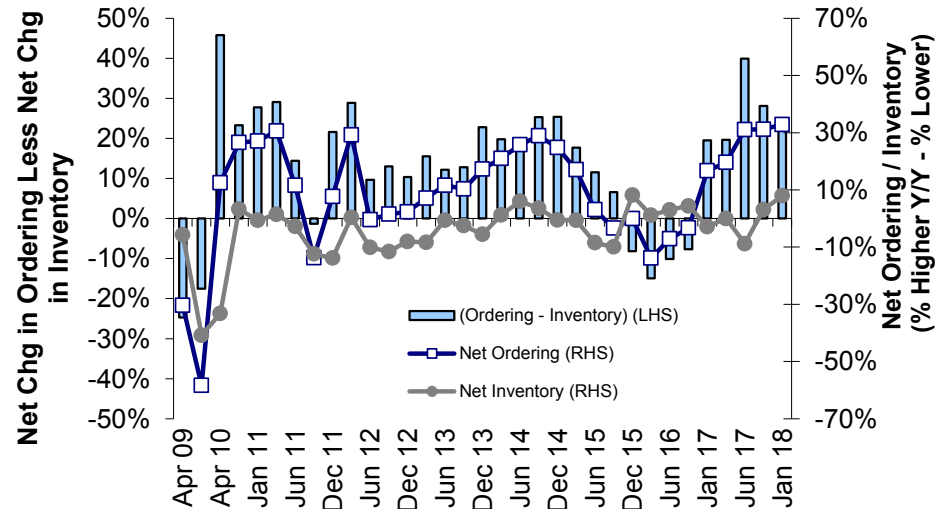 Net Chg in Ordering Less Net Chg
in Inventory
50%
40%
30%
20%
10%
0%
-10%
-20%
-30%
-40%
-50%
70%
50%
30%
10%
-10%
-30%
-50%
-70%
Net Ordering / Inventory
(% Higher Y/Y - % Lower)
(Ordering - Inventory) (LHS)
Net Ordering (RHS)
Net Inventory (RHS)
Apr 09
Apr 10
Jan 11
Jun 11
Dec 11
Jun 12
Dec 12
Jun 13
Dec 13
Jun 14
Dec 14
Jun 15
Dec 15
Jun 16
Jan 17
Jun 17
Jan 18